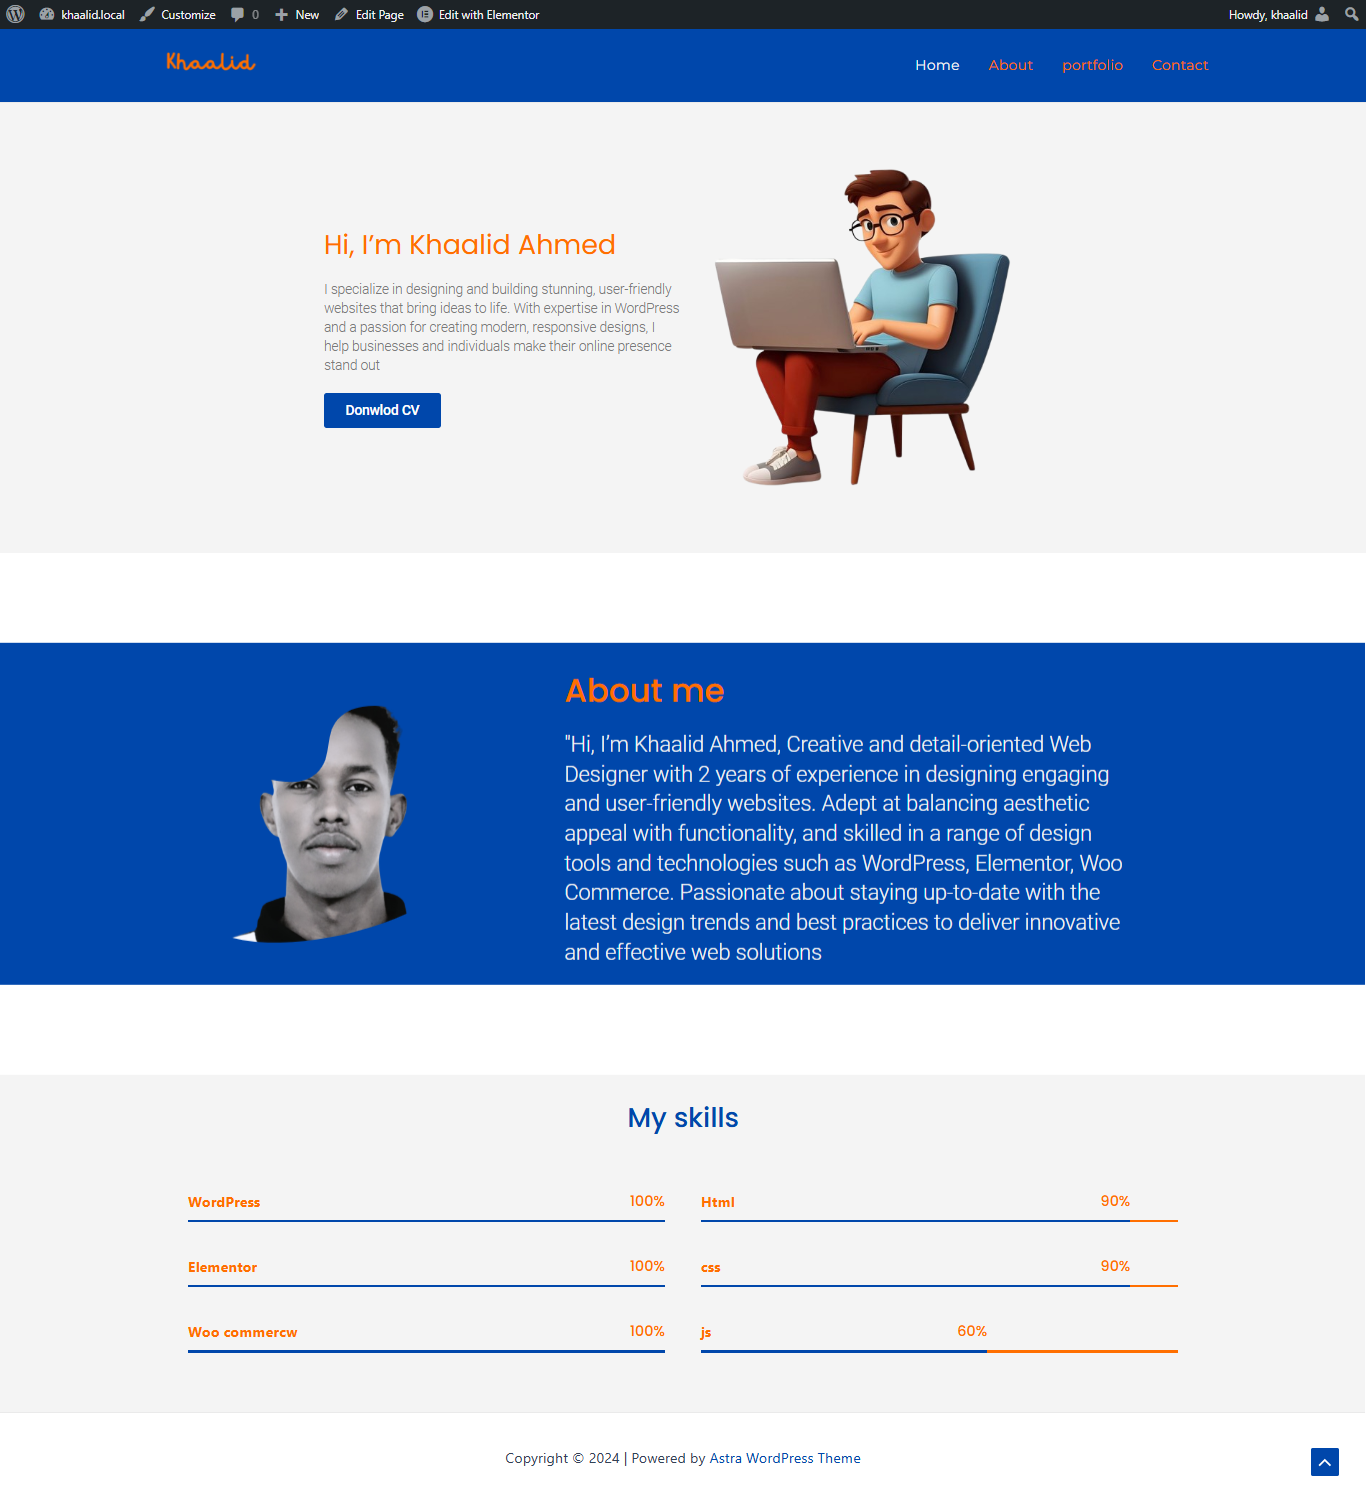 khaalid.local Customize 0 New Edit Page Edit with Elementor Howdy, khaalid
Khaalid
Home About portfolio Contact
Hi, I’m Khaalid Ahmed
I specialize in designing and building stunning, user-friendly
websites that bring ideas to life. With expertise in WordPress
and a passion for creating modern, responsive designs, I
help businesses and individuals make their online presence
stand out
Donwlod CV
About me
"Hi, I’m Khaalid Ahmed, Creative and detail-oriented Web
Designer with 2 years of experience in designing engaging
and user-friendly websites. Adept at balancing aesthetic
appeal with functionality, and skilled in a range of design
tools and technologies such as WordPress, Elementor, Woo
Commerce. Passionate about staying up-to-date with the
latest design trends and best practices to deliver innovative
and effective web solutions
My skills
WordPress 100%
Html 90%
Elementor 100%
css 90%
Woo commercw 100%
js 60%
Copyright © 2024 | Powered by Astra WordPress Theme